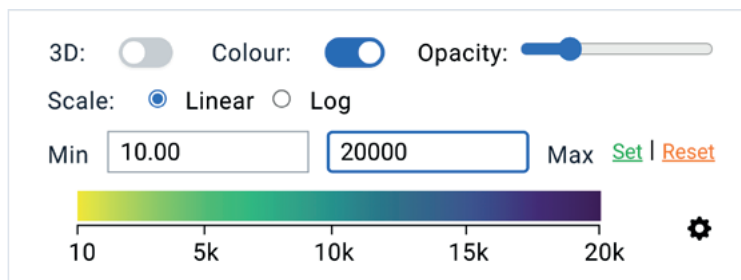 3D: Colour: Opacity:
Scale: Linear Log
Min 10.00 20000 Max Set | Reset
10 5k 10k 15k 20k